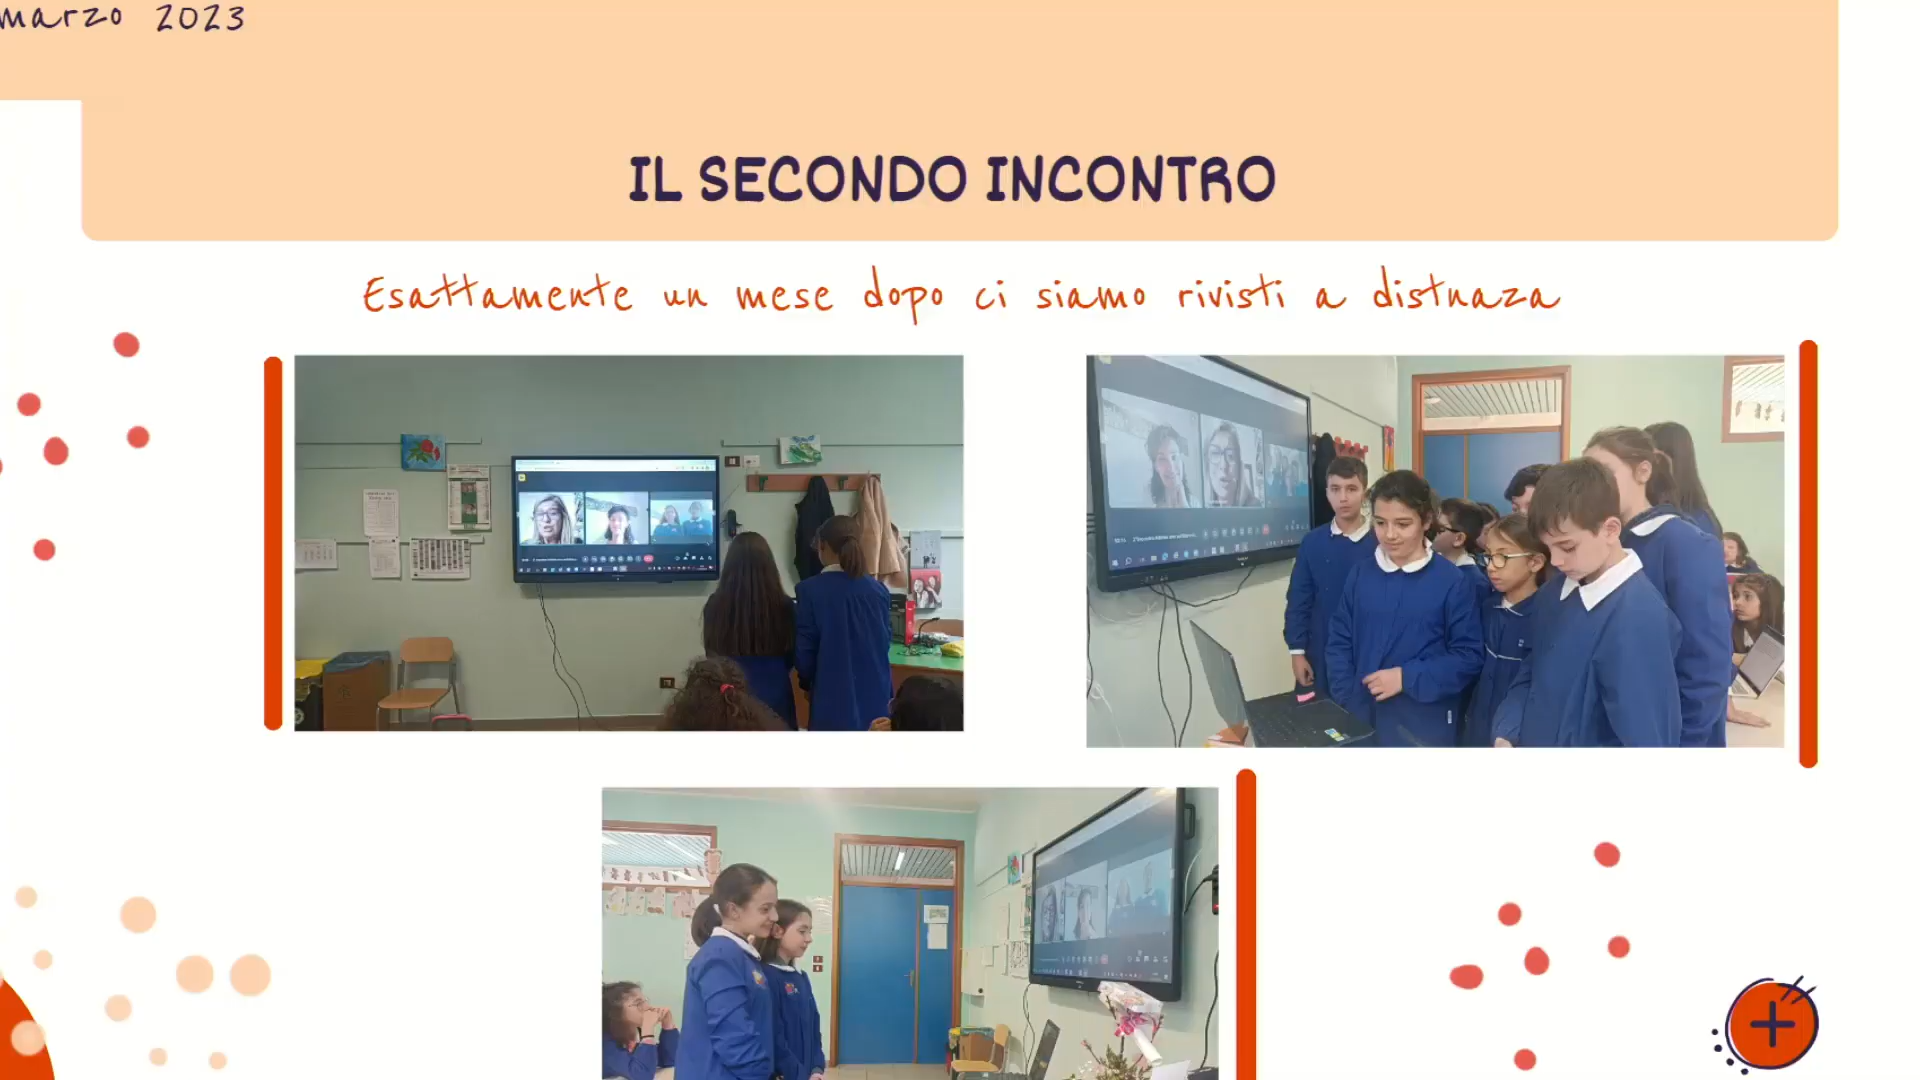 marzo 2023
IL SECONDO INCONTRO
Esattamente un mese dopo ci siamo rivisti a distnaza